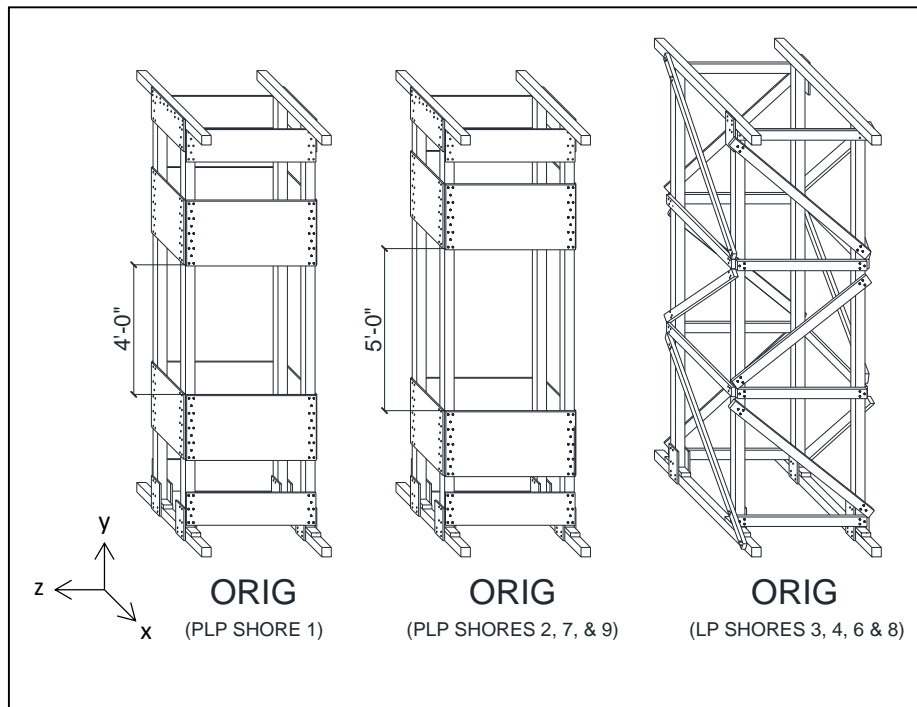 4'-0"
5'-0"
y
z
x
ORIG
(PLP SHORE 1)
ORIG
(PLP SHORES 2, 7, & 9)
ORIG
(LP SHORES 3, 4, 6 & 8)